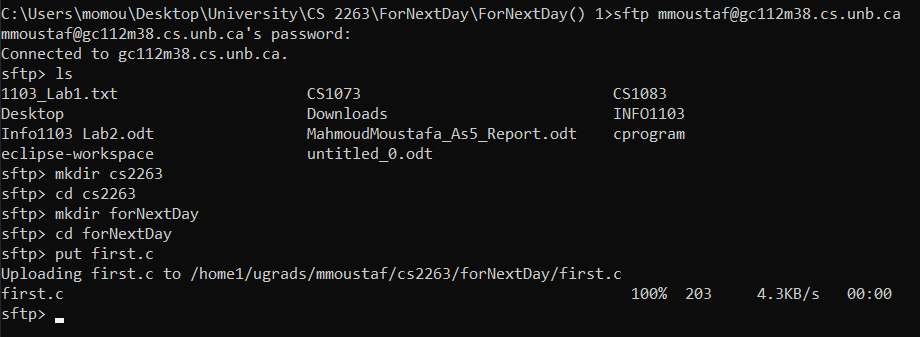 C:\Users\momou\Desktop\University\CS 2263\ForNextDay\ForNextDay() 1>sftp mmoustaf@gc112m38.cs.unb.ca
mmoustaf@gc112m38.cs.unb.ca's password:
Connected to gc112m38.cs.unb.ca.
sftp> ls
1103_Lab1.txt CS1073 CS1083
Desktop Downloads INFO1103
Info1103 Lab2.odt MahmoudMoustafa_As5_Report.odt cprogram
eclipse-workspace untitled_0.odt
sftp> mkdir cs2263
sftp> cd cs2263
sftp> mkdir forNextDay
sftp> cd forNextDay
sftp> put first.c
Uploading first.c to /home1/ugrads/mmoustaf/cs2263/forNextDay/first.c
first.c 100% 203 4.3KB/s 00:00
sftp>